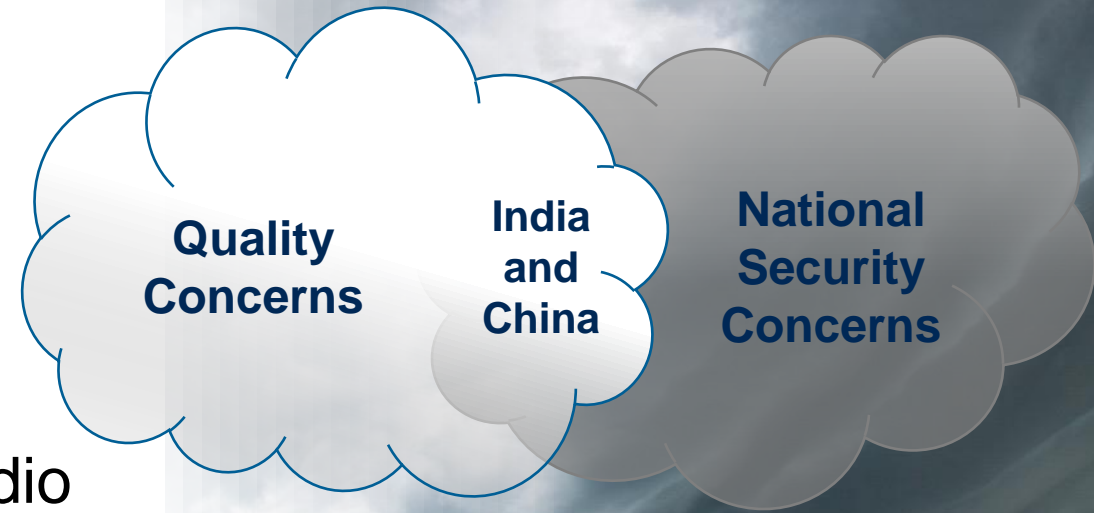 Quality
Concerns
India
and
China
National
Security
Concerns
dio